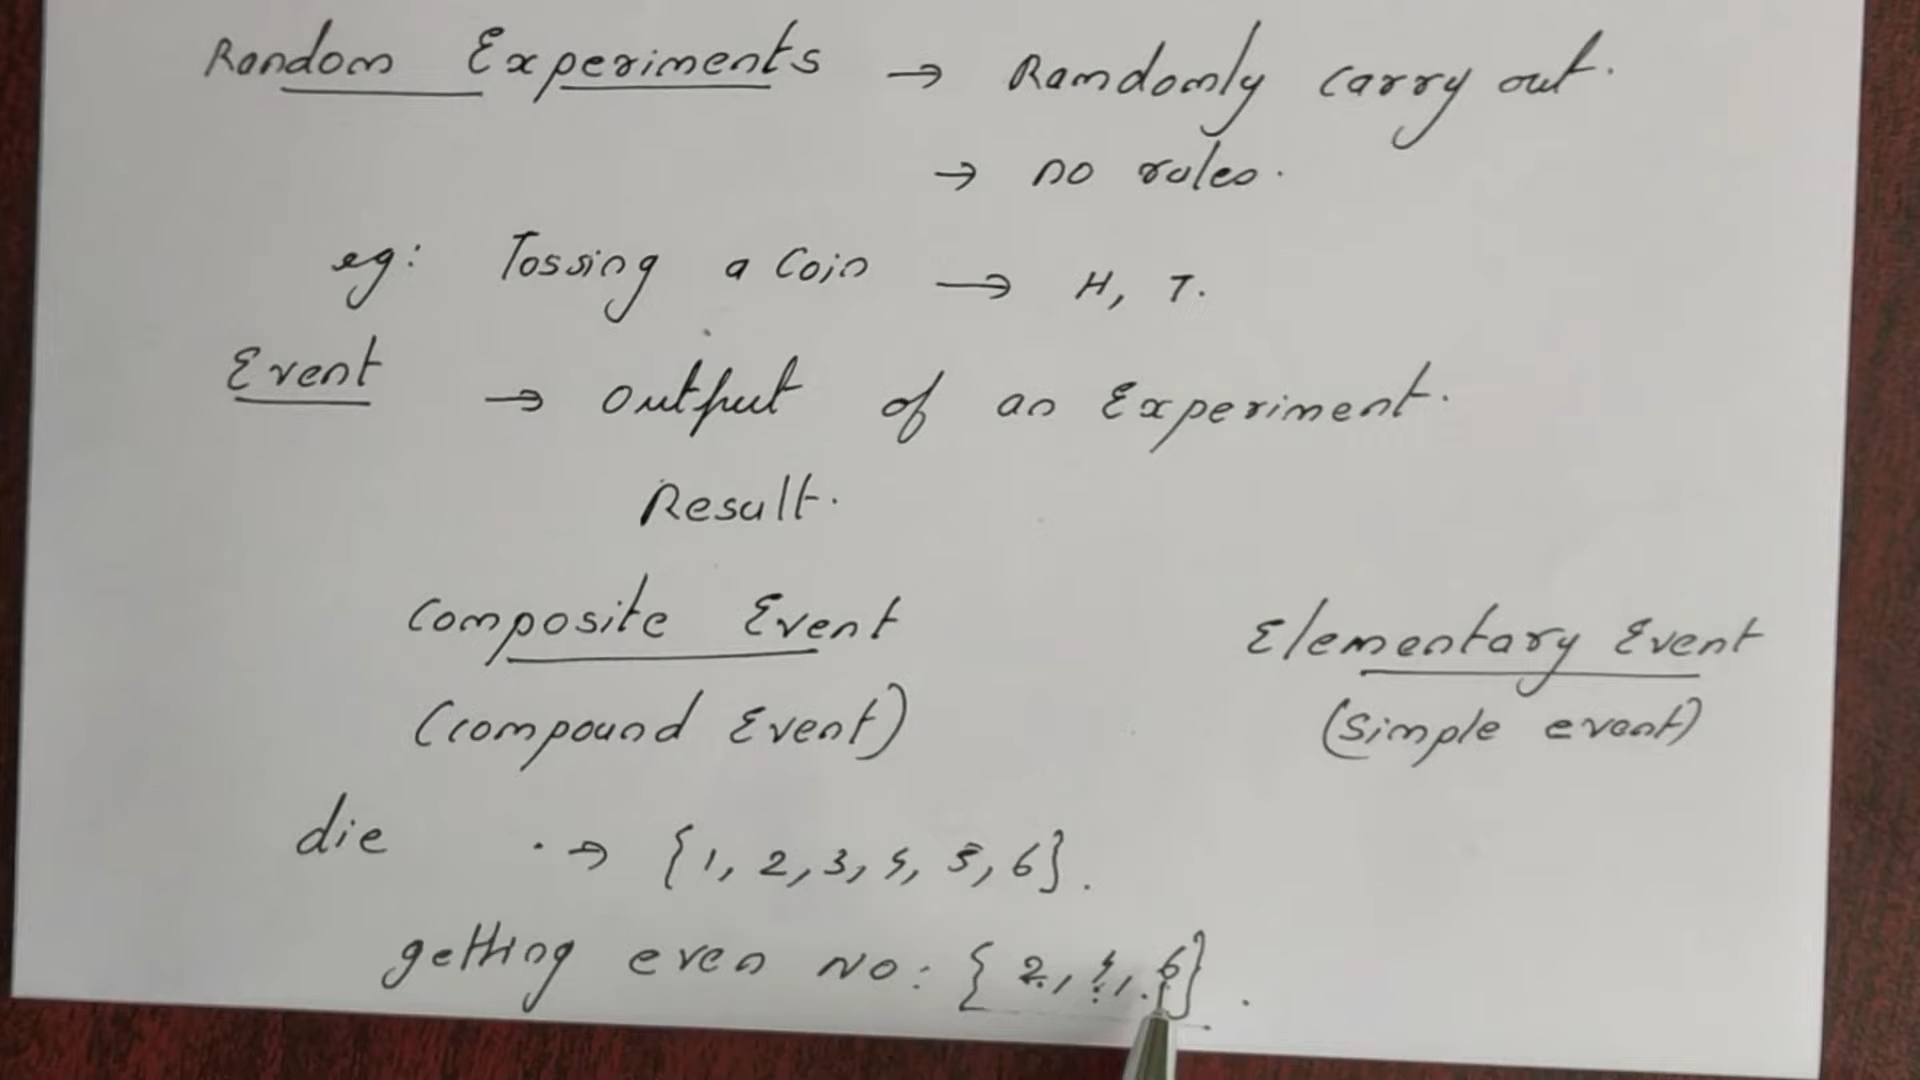 Random Experiments → Randomly carry out.
→ no rules.
eg: Tossing a Coin → H, T.
Event → output of an Experiment.
Result.
Composite Event
Elementary Event
(Compound Event)
(Simple event)
die → {1, 2, 3, 4, 5, 6}.
getting even No: {2, 4, 6}.